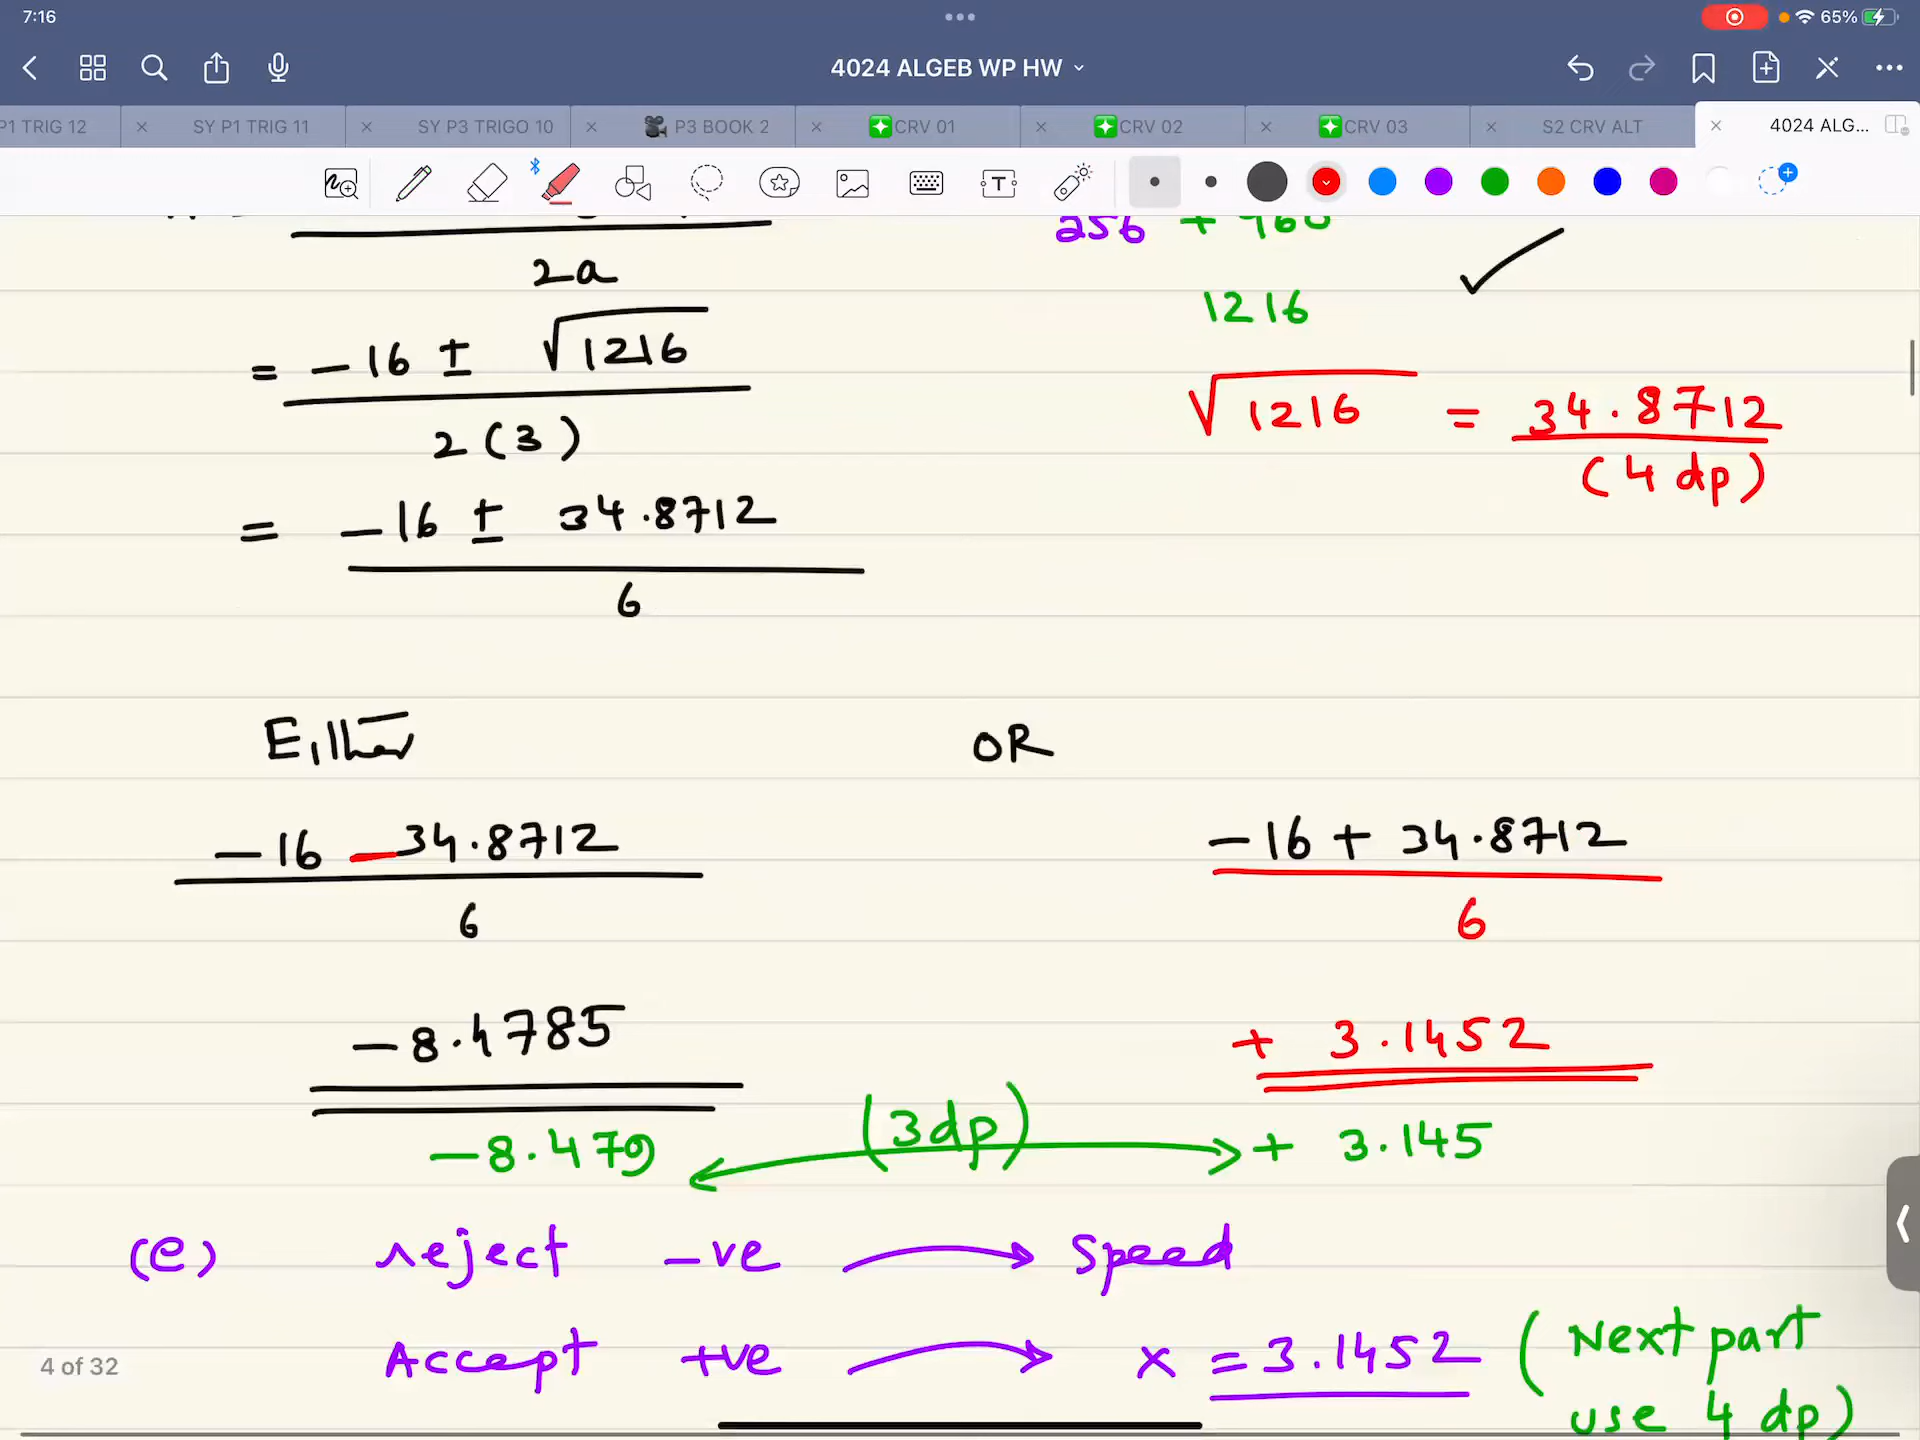 7:16
65%
4024 ALGEB WP HW
P1 TRIG 12
SY P1 TRIG 11
SY P3 TRIGO 10
P3 BOOK 2
CRV 01
CRV 02
CRV 03
S2 CRV ALT
4024 ALG...
2a
256 + 960
1216
= -16 ± √1216
2(3)
√1216 = 34.8712
(4 dp)
= -16 ± 34.8712
6
Either OR
-16 - 34.8712
6
-16 + 34.8712
6
-8.4785
+ 3.1452
-8.479 (3dp) + 3.145
(e) reject -ve → Speed
Accept +ve → x = 3.1452 (Next part
use 4 dp)
4 of 32